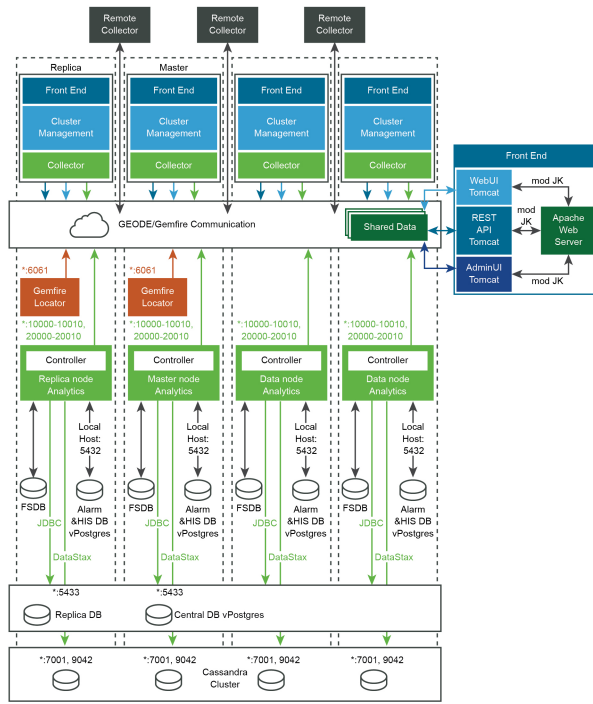 Remote
Collector
Remote
Collector
Remote
Collector
Replica
Master
Front End
Cluster
Management
Collector
Front End
Cluster
Management
Collector
Front End
Cluster
Management
Collector
Front End
Cluster
Management
Collector
GEODE/Gemfire Communication
Shared Data
Front End
WebUI
Tomcat
REST
API
Tomcat
AdminUI
Tomcat
mod JK
mod
JK
mod JK
Apache
Web
Server
*:6061
Gemfire
Locator
*:6061
Gemfire
Locator
*:10000-10010,
20000-20010
*:10000-10010,
20000-20010
*:10000-10010,
20000-20010
*:10000-10010,
20000-20010
Controller
Replica node
Analytics
Controller
Master node
Analytics
Controller
Data node
Analytics
Controller
Data node
Analytics
Local
Host:
5432
Local
Host:
5432
Local
Host:
5432
Local
Host:
5432
FSDB
Alarm
&HIS DB
vPostgres
FSDB
Alarm
&HIS DB
vPostgres
FSDB
Alarm
&HIS DB
vPostgres
FSDB
Alarm
&HIS DB
vPostgres
JDBC
DataStax
JDBC
DataStax
JDBC
DataStax
JDBC
DataStax
*:5433
Replica DB
*:5433
Central DB vPostgres
*:7001, 9042
*:7001, 9042
*:7001, 9042
*:7001, 9042
Cassandra
Cluster